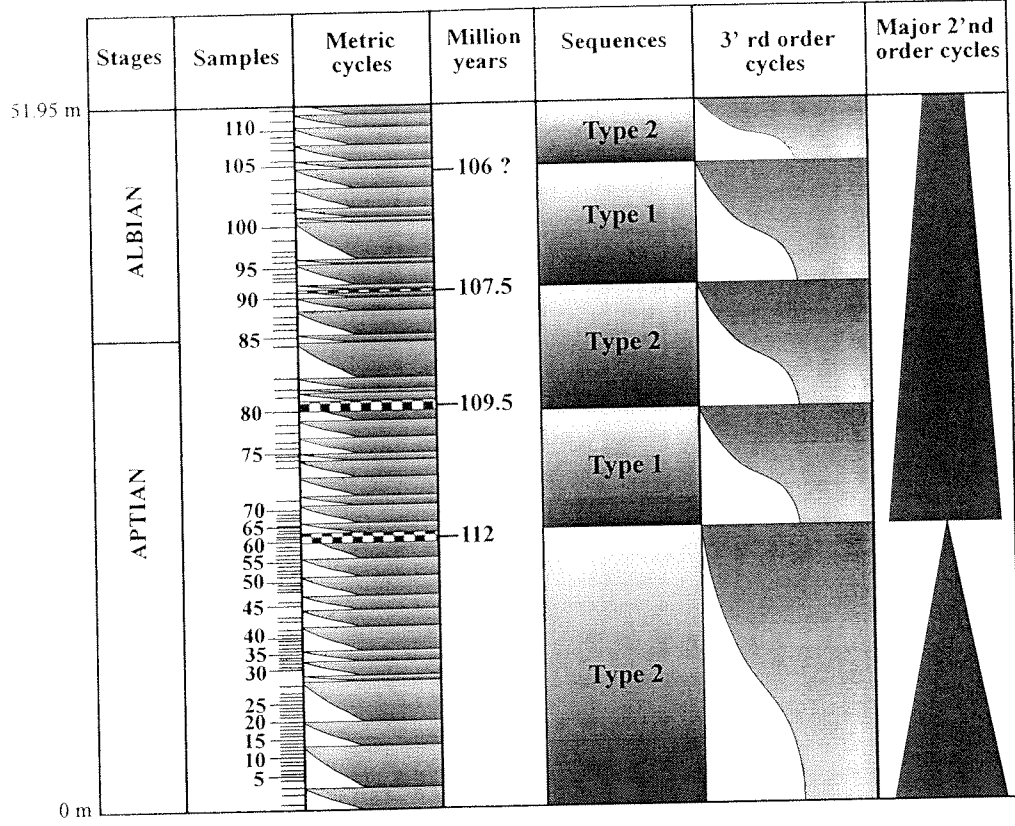 Stages
Samples
Metric
cycles
Million
years
Sequences
3' rd order
cycles
Major 2'nd
order cycles
51.95 m
0 m
ALBIAN
APTIAN
110
105
100
95
90
85
80
75
70
65
60
55
50
45
40
35
30
25
20
15
10
5
106 ?
107.5
109.5
112
Type 2
Type 1
Type 2
Type 1
Type 2